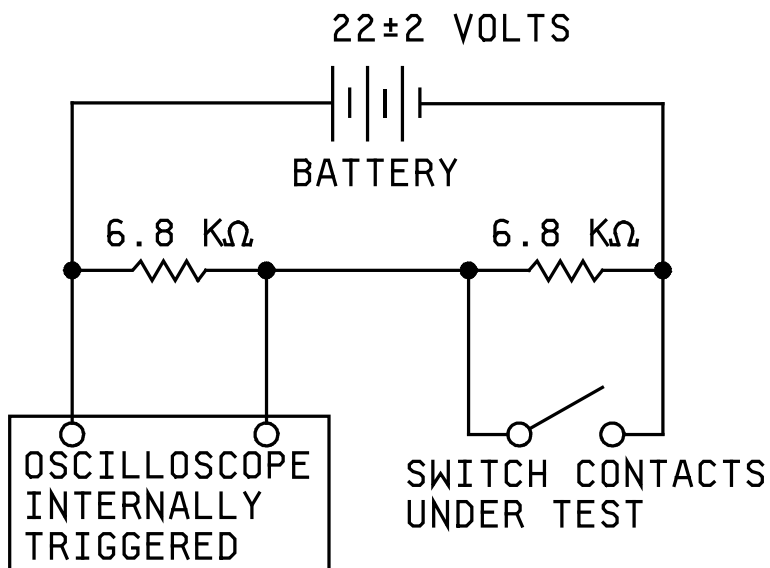 22±2 VOLTS
BATTERY
6.8 KΩ
6.8 KΩ
OSCILLOSCOPE
INTERNALLY
TRIGGERED
SWITCH CONTACTS
UNDER TEST